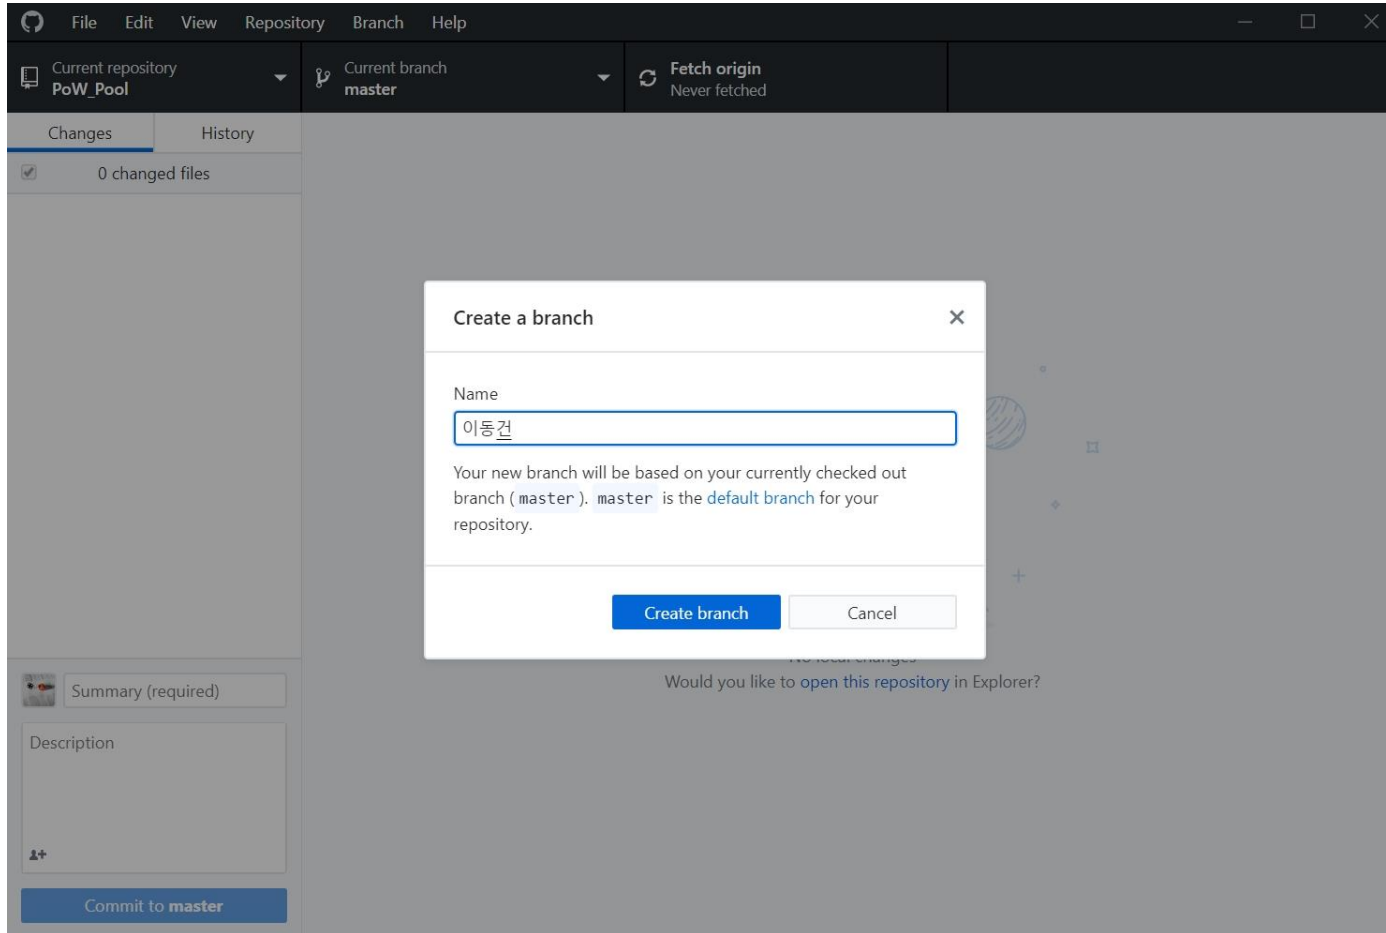 File Edit View Repository Branch Help
Current repository
PoW_Pool
Current branch
master
Fetch origin
Never fetched
Changes History
0 changed files
Create a branch
Name
이동건
Your new branch will be based on your currently checked out
branch ( master ). master is the default branch for your
repository.
Create branch Cancel
No local changes
Would you like to open this repository in Explorer?
Summary (required)
Description
Commit to master